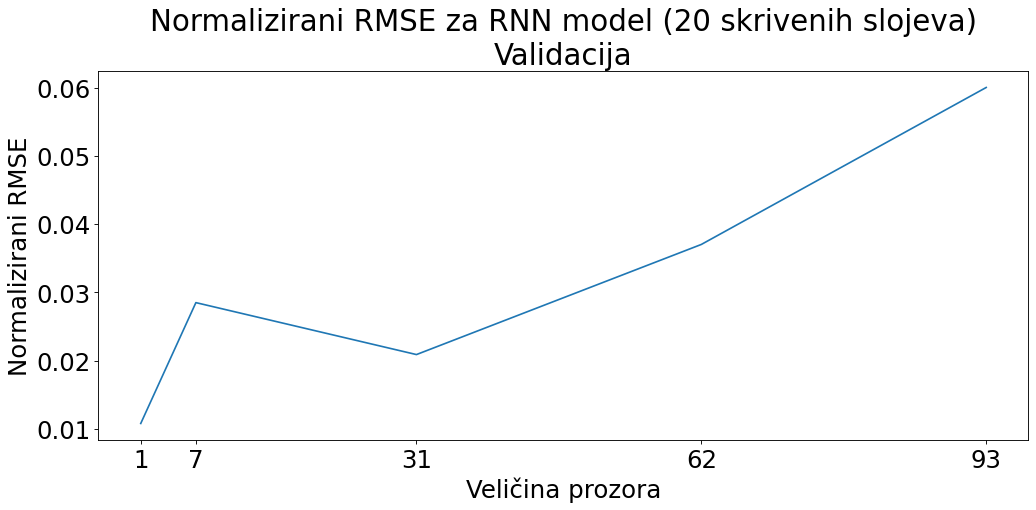 Normalizirani RMSE za RNN model (20 skrivenih slojeva)
Validacija
Normalizirani RMSE
0.06
0.05
0.04
0.03
0.02
0.01
1 7 31 62 93
Veličina prozora